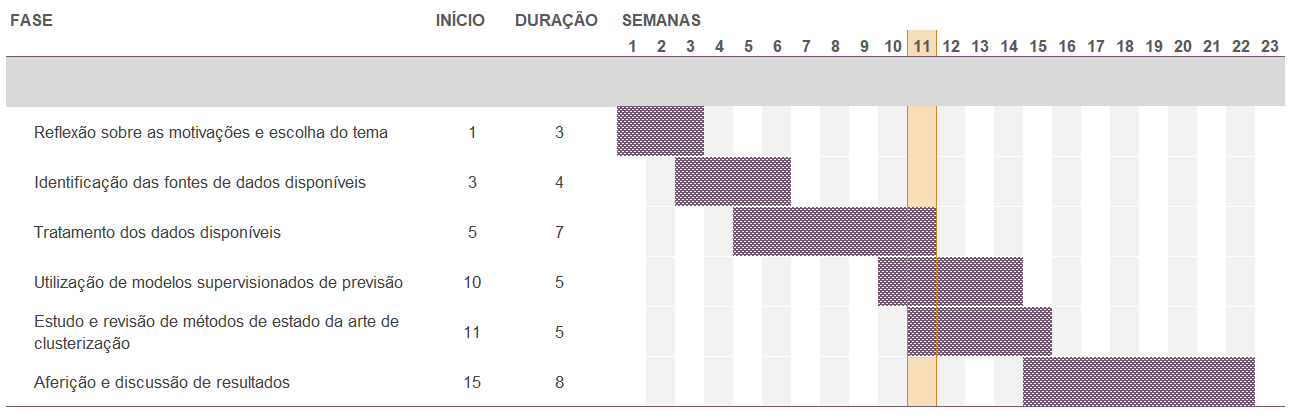 FASE INÍCIO DURAÇÃO SEMANAS
1 2 3 4 5 6 7 8 9 10 11 12 13 14 15 16 17 18 19 20 21 22 23
Reflexão sobre as motivações e escolha do tema 1 3
Identificação das fontes de dados disponíveis 3 4
Tratamento dos dados disponíveis 5 7
Utilização de modelos supervisionados de previsão 10 5
Estudo e revisão de métodos de estado da arte de
clusterização 11 5
Aferição e discussão de resultados 15 8